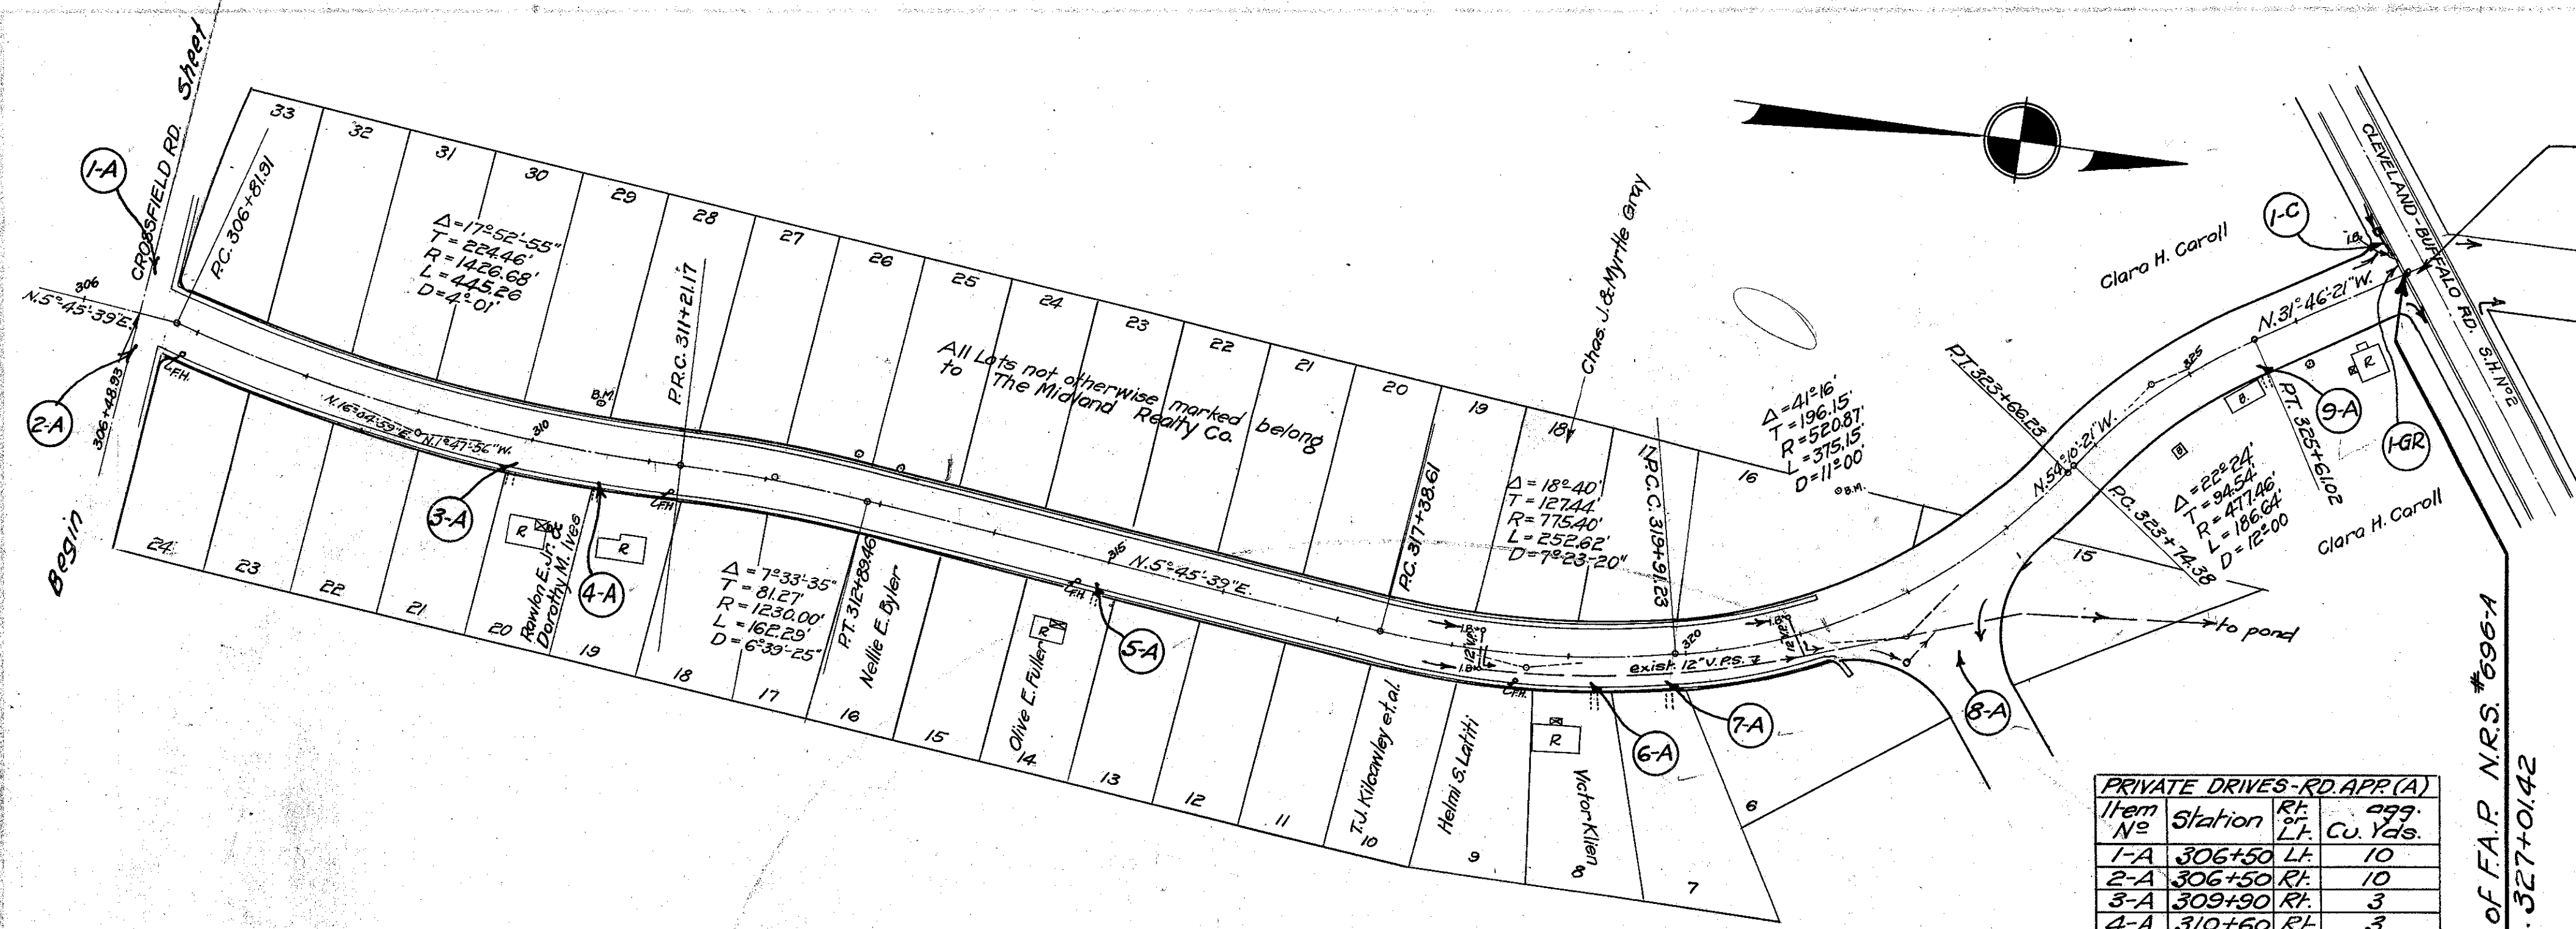 Sheet
CROSSFIELD RD.
1-A
2-A
306
N.5°-45'-39"E.
306+48.93
Begin
P.C. 306+81.91
33
32
31
30
29
28
27
26
25
24
23
22
21
20
19
18
17
16
15
Δ=17°52'-55"
T=224.46'
R=1426.68'
L=445.26
D=4°-01'
F.H.
N.16°-04'-59"E.
N.1°-47'-56"W.
310
B.M.
P.R.C. 311+21.17
3-A
4-A
F.H.
24
23
22
21
20
Rawlon E. Jr. &
Dorathy M. Ives
R
R
19
18
17
16
15
14
13
12
11
10
9
8
7
6
Δ=7°33'-35"
T=81.27'
R=1230.00'
L=162.29'
D=6°-39'-25"
P.T. 312+89.46
Nellie E. Byler
All Lots not otherwise marked belong
to The Midland Realty Co.
315
N.5°-45'-39"E.
F.H.
5-A
Olive E. Fuller
R
P.C. 317+38.61
Chas. J. & Myrtle Gray
Δ=18°40'
T=127.44'
R=775.40'
L=252.62'
D=7°-23'-20"
P.C.C. 319+91.23
Δ=41°16'
T=196.15'
R=520.87'
L=375.15'
D=11°00'
B.M.
I.B.
12" V.P.
I.B.
exist. 12" V.P.S.
F.H.
320
I.B.
T.J. Kilcawley et.al.
Helmi S. Latiti
Victor Klien
R
6-A
7-A
8-A
to pond
P.T. 323+66.23
N.54°10'-21"W.
P.C. 323+74.38
325
N.31°-46'-21"W.
P.T. 325+61.02
Δ=22°24'
T=94.54'
R=477.46'
L=186.64'
D=12°00
Clara H. Caroll
Clara H. Caroll
B.
B
R
9-A
1-GR
1-C
I.B.
CLEVELAND-BUFFALO RD. S.H. Nº2
OF F.A.P. N.R.S. #696-A
. 327+01.42
PRIVATE DRIVES-RD. APP. (A)
Item Nº Station Rt. or Lt. agg. Cu. Yds.
1-A 306+50 Lt. 10
2-A 306+50 Rt. 10
3-A 309+90 Rt. 3
4-A 310+60 Rt. 3